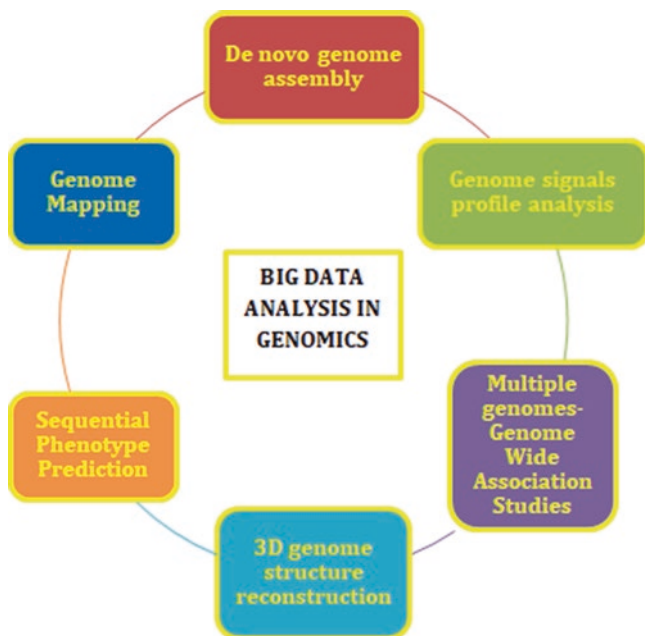 De novo genome
assembly
Genome signals
profile analysis
Multiple
genomes-
Genome
Wide
Association
Studies
3D genome
structure
reconstruction
Sequential
Phenotype
Prediction
Genome
Mapping
BIG DATA
ANALYSIS IN
GENOMICS